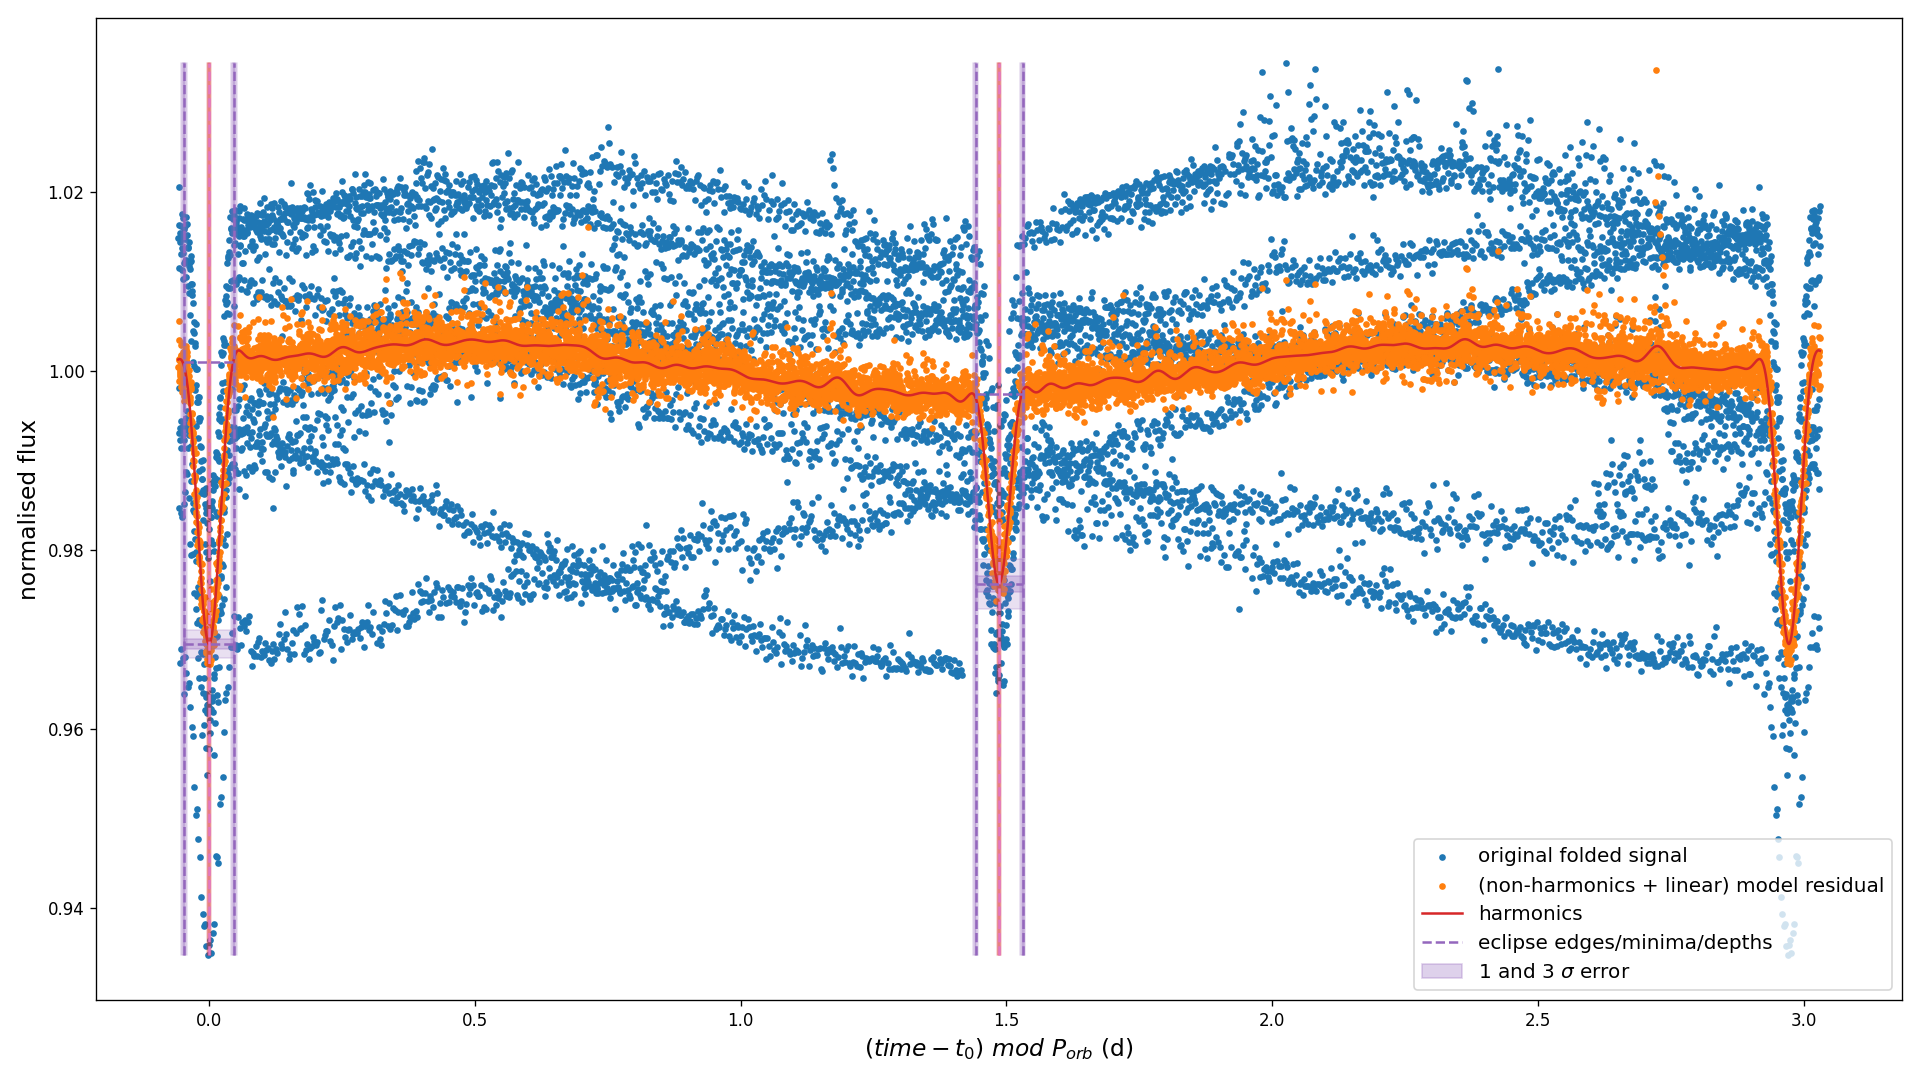 normalised flux
1.02
1.00
0.98
0.96
0.94
original folded signal
(non-harmonics + linear) model residual
harmonics
eclipse edges/minima/depths
1 and 3 σ error
0.0 0.5 1.0 1.5 2.0 2.5 3.0
(time − t₀) mod Pₒᵣb (d)